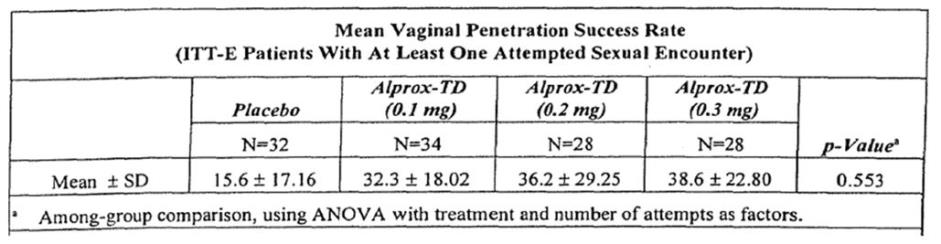 Mean Vaginal Penetration Success Rate
(ITT-E Patients With At Least One Attempted Sexual Encounter)
Placebo Alprox-TD (0.1 mg) Alprox-TD (0.2 mg) Alprox-TD (0.3 mg)
N=32 N=34 N=28 N=28 p-Valueª
Mean ± SD 15.6 ± 17.16 32.3 ± 18.02 36.2 ± 29.25 38.6 ± 22.80 0.553
ª Among-group comparison, using ANOVA with treatment and number of attempts as factors.